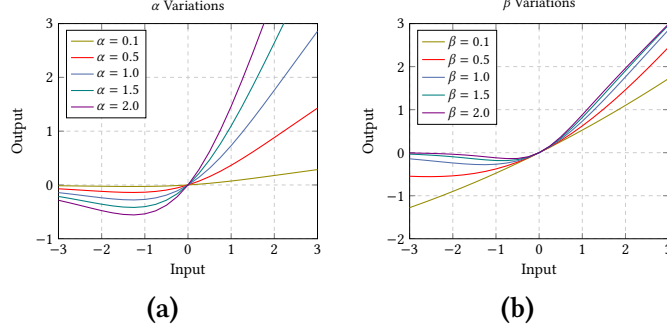 α Variations
3
2
1
0
−1
Output
α = 0.1
α = 0.5
α = 1.0
α = 1.5
α = 2.0
−3 −2 −1 0 1 2 3
Input
(a)
β Variations
3
2
1
0
−1
−2
Output
β = 0.1
β = 0.5
β = 1.0
β = 1.5
β = 2.0
−3 −2 −1 0 1 2 3
Input
(b)